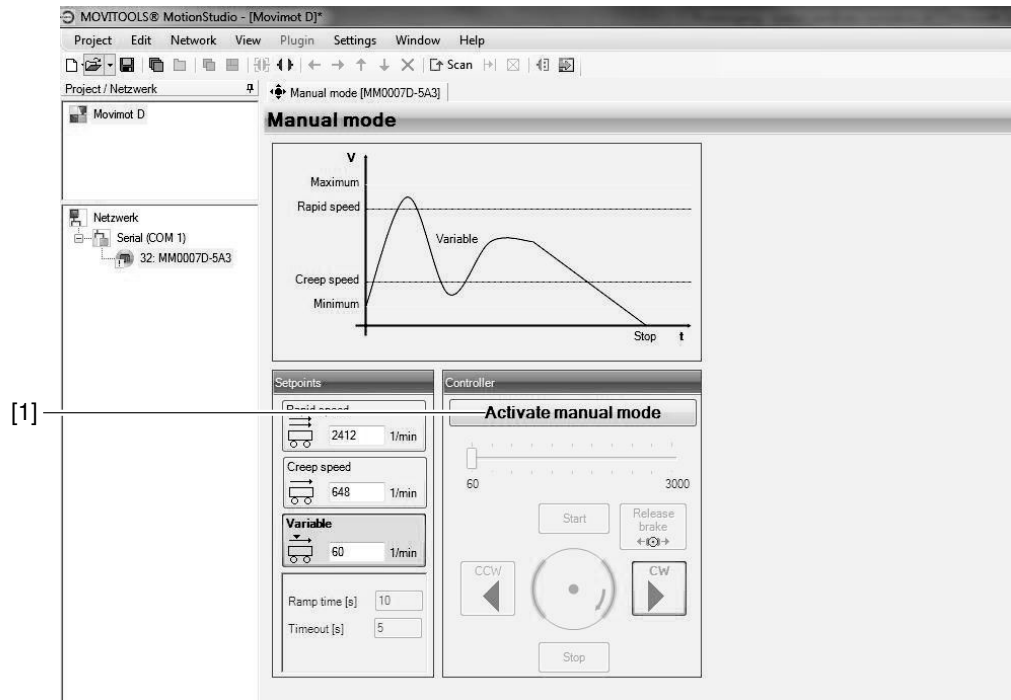 MOVITOOLS® MotionStudio - [Movimot D]*
Project Edit Network View Plugin Settings Window Help
Scan
Project / Netzwerk
Manual mode [MM0007D-5A3]
Movimot D
Manual mode
V
Maximum
Rapid speed
Variable
Creep speed
Minimum
Stop t
Netzwerk
Serial (COM 1)
32: MM0007D-5A3
Setpoints
Controller
[1]
Rapid speed
Activate manual mode
2412 1/min
Creep speed
648 1/min
60 3000
Variable
60 1/min
Start
Release
brake
CCW
CW
Ramp time [s] 10
Timeout [s] 5
Stop